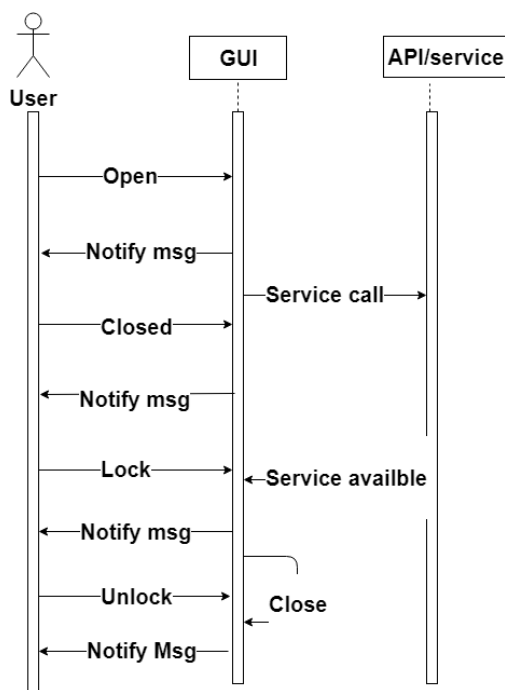 GUI
API/service
User
Open
Notify msg
Service call
Closed
Notify msg
Lock
Service availble
Notify msg
Unlock
Close
Notify Msg